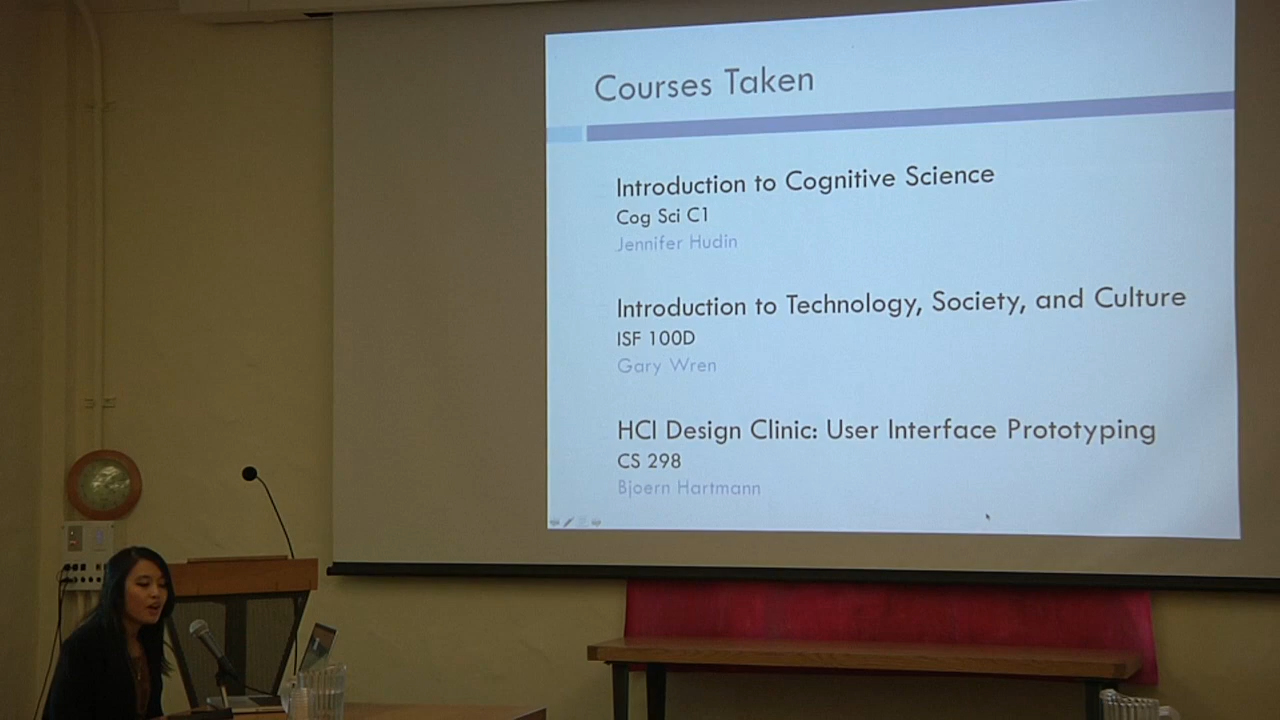 Courses Taken
Introduction to Cognitive Science
Cog Sci C1
Jennifer Hudin
Introduction to Technology, Society, and Culture
ISF 100D
Gary Wren
HCI Design Clinic: User Interface Prototyping
CS 298
Bjoern Hartmann